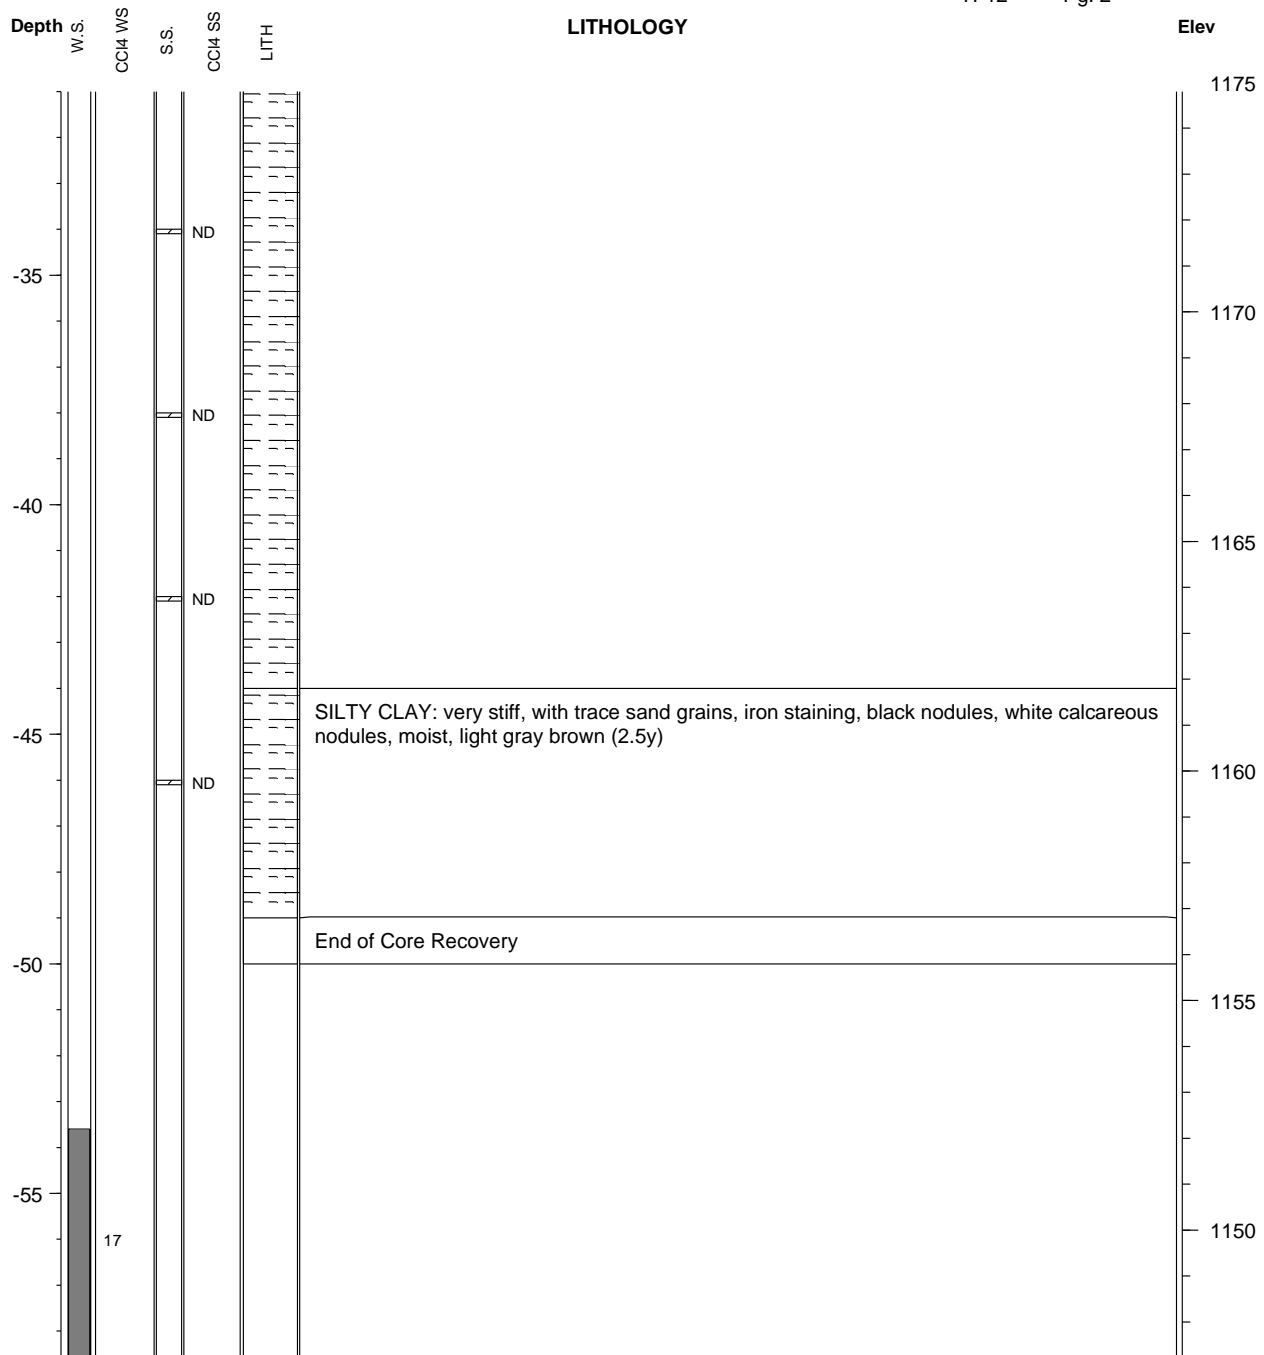 Depth W.S. CCl4 WS S.S. CCl4 SS LITH LITHOLOGY Elev
1175
ND
-35
1170
ND
-40
1165
ND
SILTY CLAY: very stiff, with trace sand grains, iron staining, black nodules, white calcareous
nodules, moist, light gray brown (2.5y)
-45
1160
ND
End of Core Recovery
-50
1155
-55
1150
17